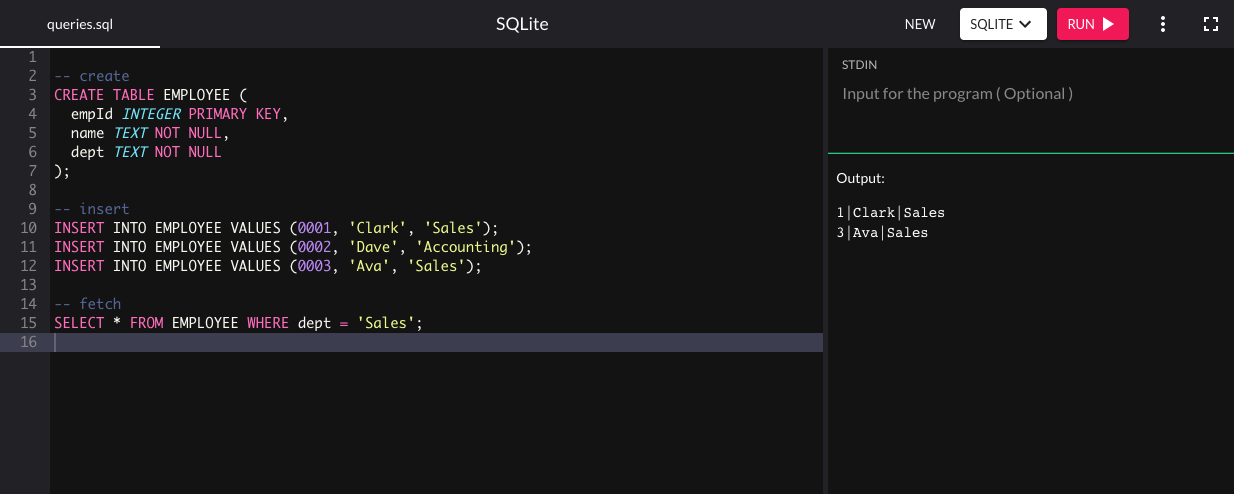 queries.sql
SQLite
NEW
SQLITE
RUN
1
2 -- create
3 CREATE TABLE EMPLOYEE (
4   empId INTEGER PRIMARY KEY,
5   name TEXT NOT NULL,
6   dept TEXT NOT NULL
7 );
8
9 -- insert
10 INSERT INTO EMPLOYEE VALUES (0001, 'Clark', 'Sales');
11 INSERT INTO EMPLOYEE VALUES (0002, 'Dave', 'Accounting');
12 INSERT INTO EMPLOYEE VALUES (0003, 'Ava', 'Sales');
13
14 -- fetch
15 SELECT * FROM EMPLOYEE WHERE dept = 'Sales';
16
STDIN
Input for the program ( Optional )
Output:
1|Clark|Sales
3|Ava|Sales